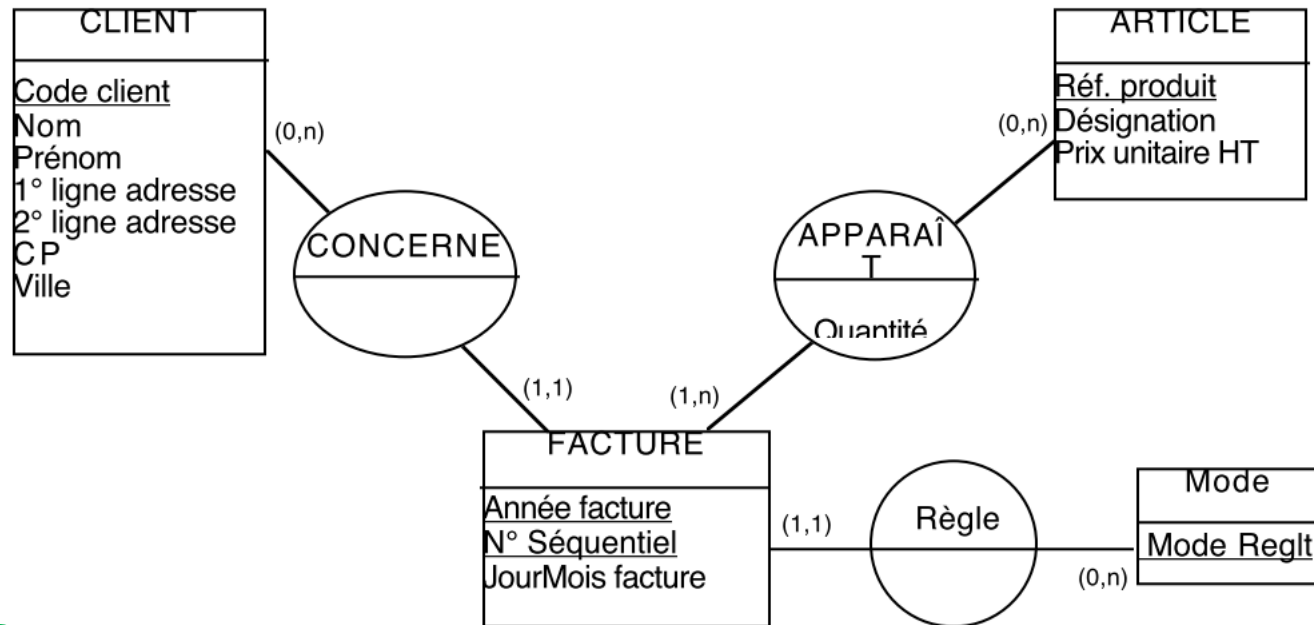 CLIENT
Code client
Nom
Prénom
1° ligne adresse
2° ligne adresse
CP
Ville
(0,n)
CONCERNE
(1,1)
ARTICLE
Réf. produit
Désignation
Prix unitaire HT
(0,n)
APPARAÎ
T
Quantité
(1,n)
FACTURE
Année facture
N° Séquentiel
JourMois facture
(1,1)
Règle
(0,n)
Mode
Mode Reglt